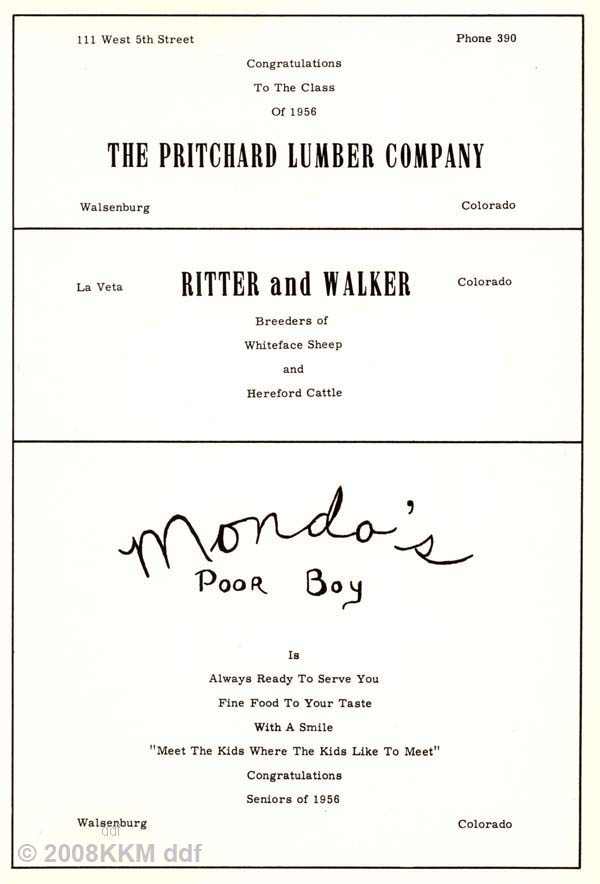 111 West 5th Street Phone 390
Congratulations
To The Class
Of 1956
THE PRITCHARD LUMBER COMPANY
Walsenburg Colorado
La Veta RITTER and WALKER Colorado
Breeders of
Whiteface Sheep
and
Hereford Cattle
Mondo's
POOR BOY
Is
Always Ready To Serve You
Fine Food To Your Taste
With A Smile
"Meet The Kids Where The Kids Like To Meet"
Congratulations
Seniors of 1956
Walsenburg Colorado
ddf
© 2008KKM ddf